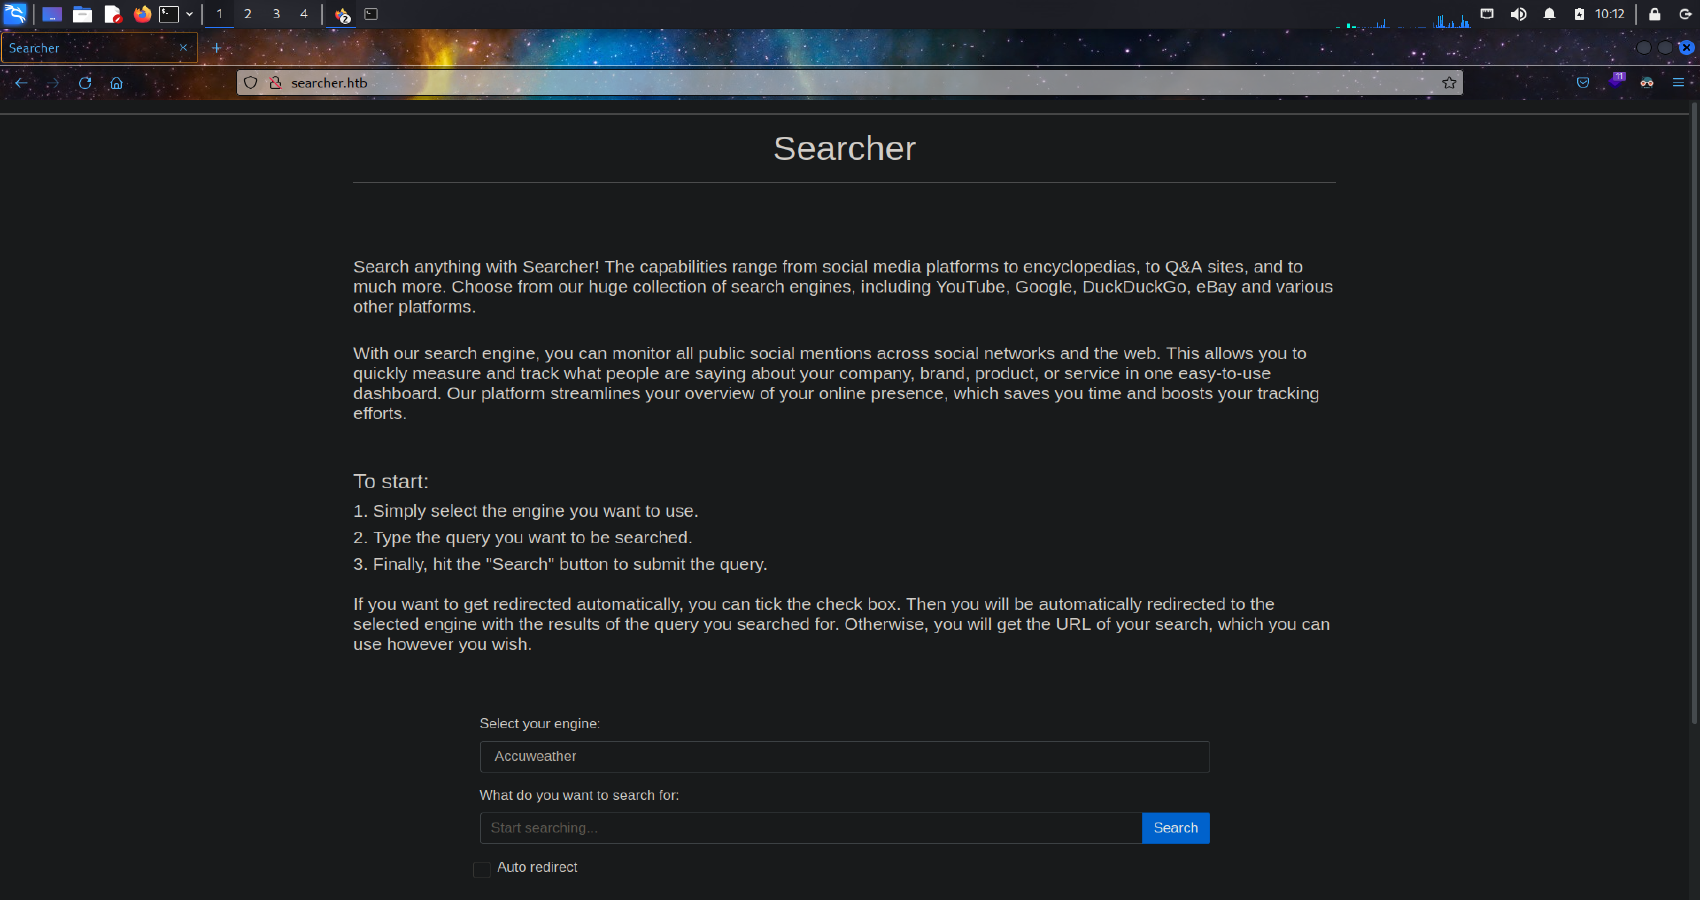 1 2 3 4 2 10:12
Searcher
searcher.htb
11
Searcher
Search anything with Searcher! The capabilities range from social media platforms to encyclopedias, to Q&A sites, and to
much more. Choose from our huge collection of search engines, including YouTube, Google, DuckDuckGo, eBay and various
other platforms.
With our search engine, you can monitor all public social mentions across social networks and the web. This allows you to
quickly measure and track what people are saying about your company, brand, product, or service in one easy-to-use
dashboard. Our platform streamlines your overview of your online presence, which saves you time and boosts your tracking
efforts.
To start:
1. Simply select the engine you want to use.
2. Type the query you want to be searched.
3. Finally, hit the "Search" button to submit the query.
If you want to get redirected automatically, you can tick the check box. Then you will be automatically redirected to the
selected engine with the results of the query you searched for. Otherwise, you will get the URL of your search, which you can
use however you wish.
Select your engine:
Accuweather
What do you want to search for:
Start searching...
Search
Auto redirect